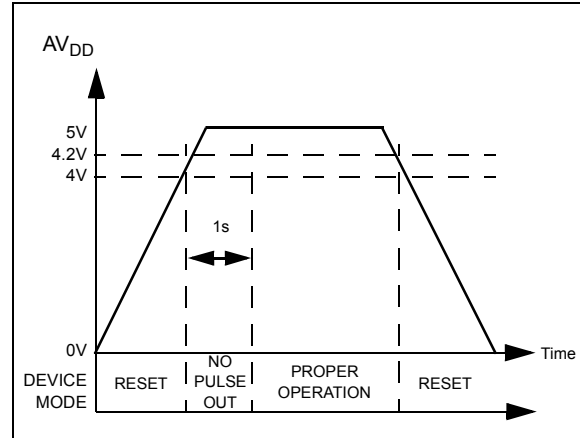 AVDD
5V
4.2V
4V
1s
0V
Time
DEVICE
MODE
RESET
NO
PULSE
OUT
PROPER
OPERATION
RESET